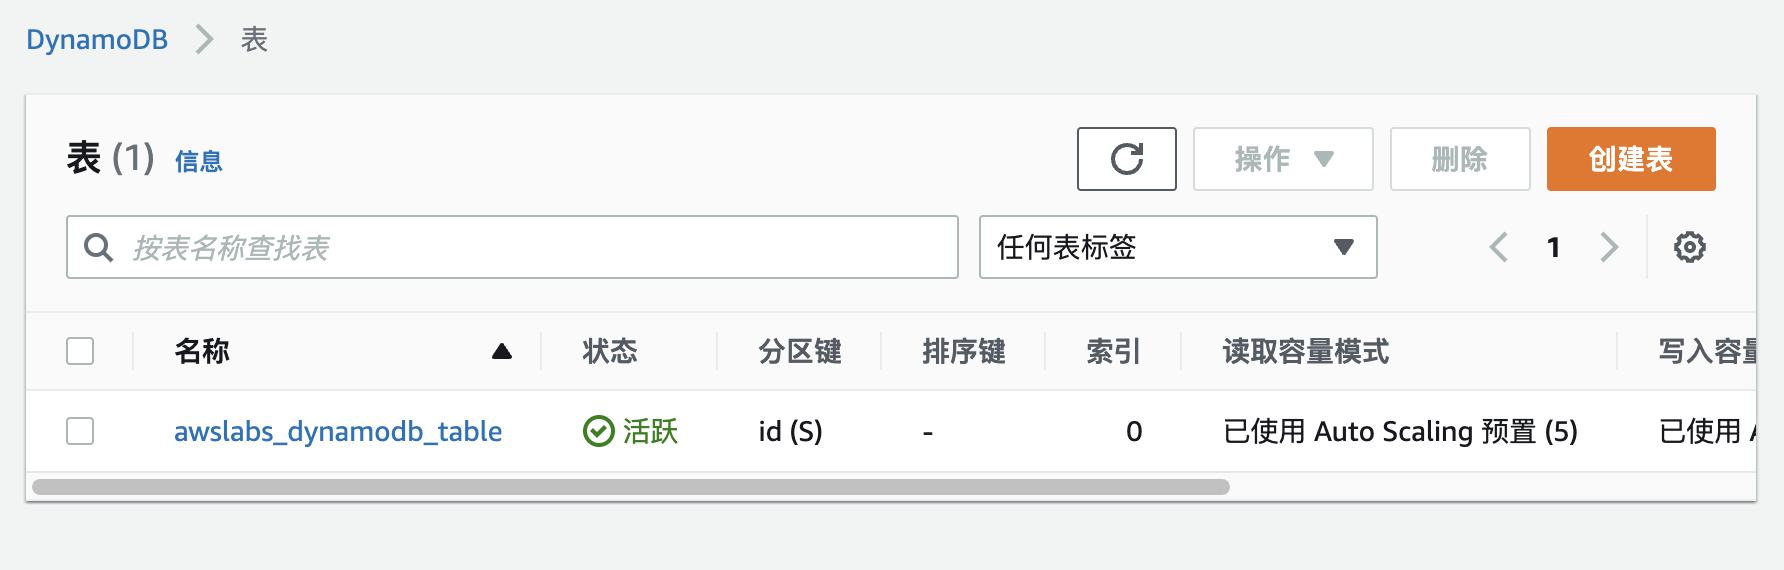 DynamoDB > 表
表 (1) 信息
操作 删除 创建表
按表名称查找表 任何表标签 1
名称 状态 分区键 排序键 索引 读取容量模式 写入容量
awslabs_dynamodb_table 活跃 id (S) - 0 已使用 Auto Scaling 预置 (5) 已使用 A